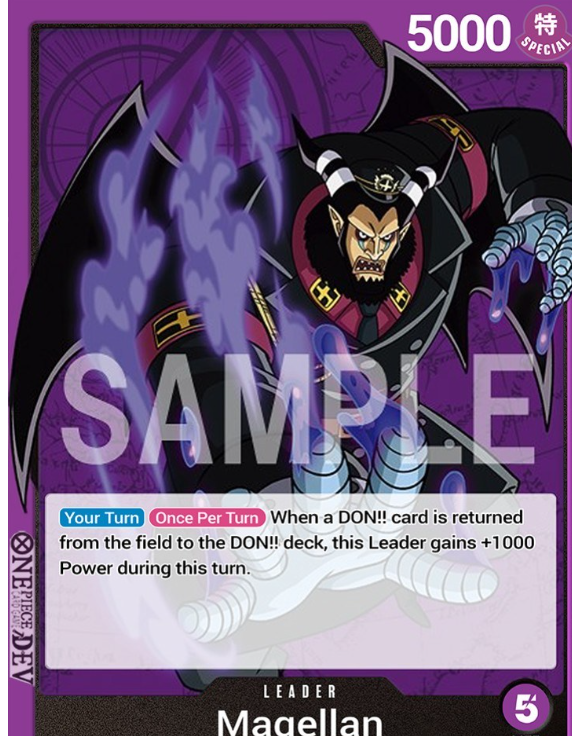 5000
特
SPECIAL
SAMPLE
Your Turn Once Per Turn When a DON!! card is returned
from the field to the DON!! deck, this Leader gains +1000
Power during this turn.
ONE PIECE
CARD GAME
/DEV
LEADER
5
Magellan